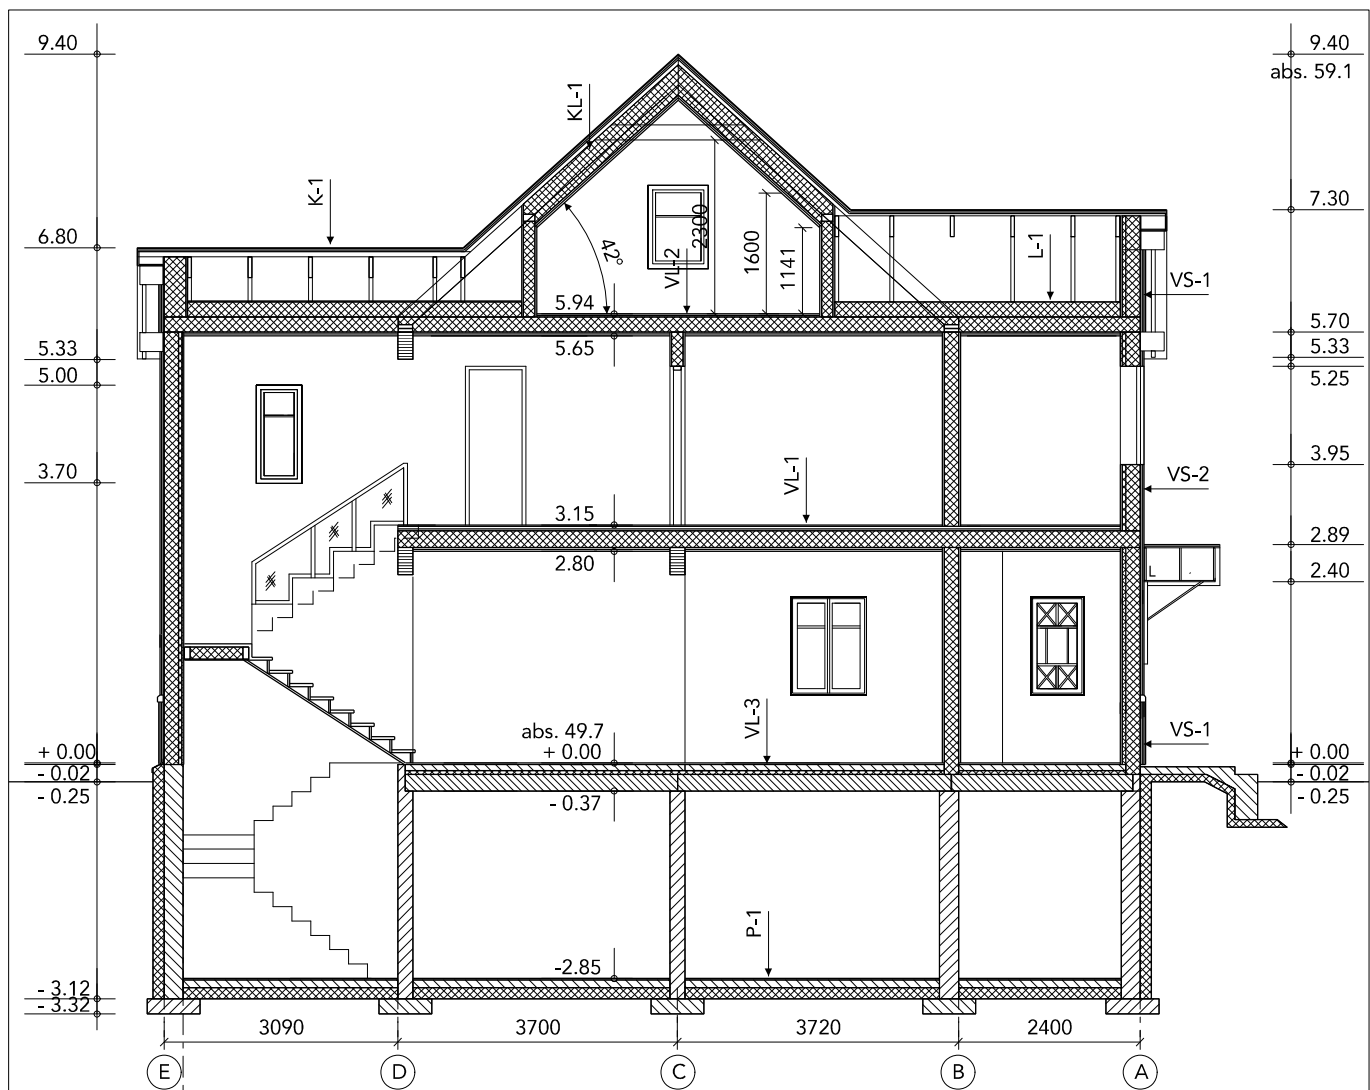 9.40
9.40
abs. 59.1
KL-1
K-1
7.30
6.80
42°
VL-2
2300
1600
1141
L-1
VS-1
5.94
5.65
5.70
5.33
5.33
5.25
5.00
3.70
3.95
VL-1
VS-2
3.15
2.80
2.89
2.40
L
VL-3
abs. 49.7
+ 0.00
VS-1
+ 0.00
- 0.02
- 0.25
+ 0.00
- 0.02
- 0.25
- 0.37
P-1
-2.85
- 3.12
- 3.32
3090
3700
3720
2400
E
D
C
B
A